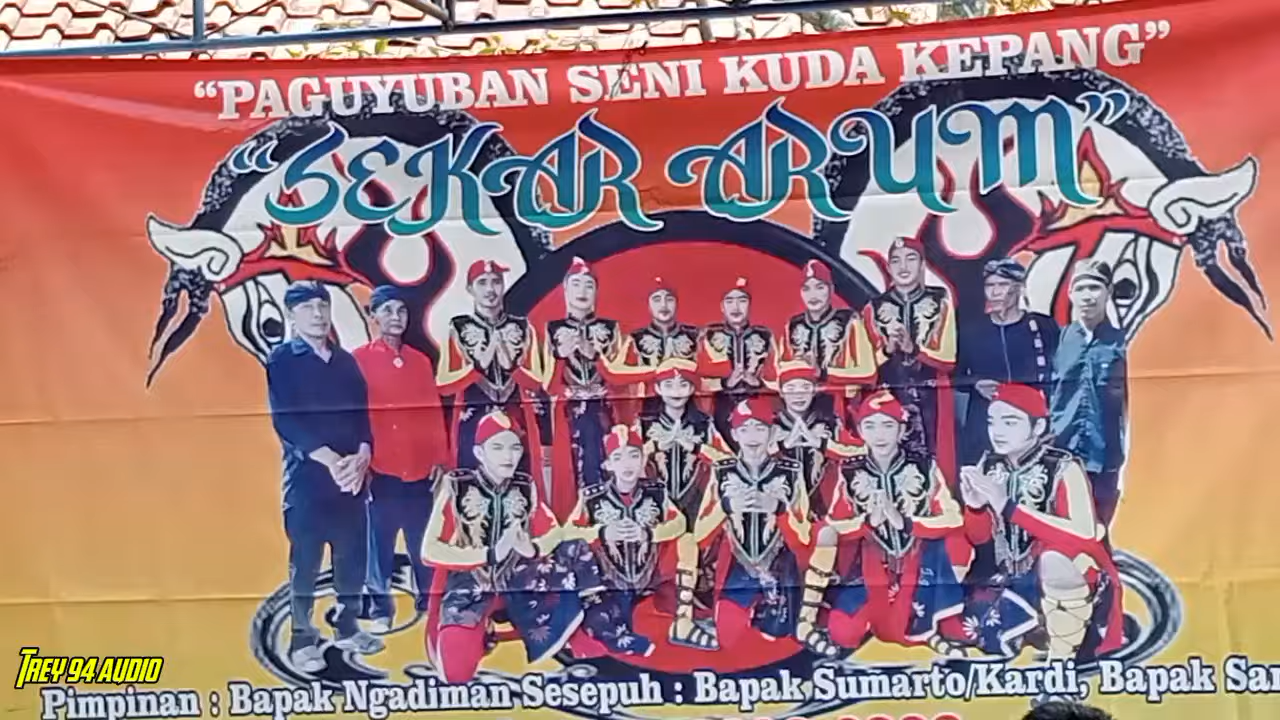 “PAGUYUBAN SENI KUDA KEPANG”
“SEKAR ARUM”
TREY 94 AUDIO
Pimpinan : Bapak Ngadiman Sesepuh : Bapak Sumarto/Kardi, Bapak